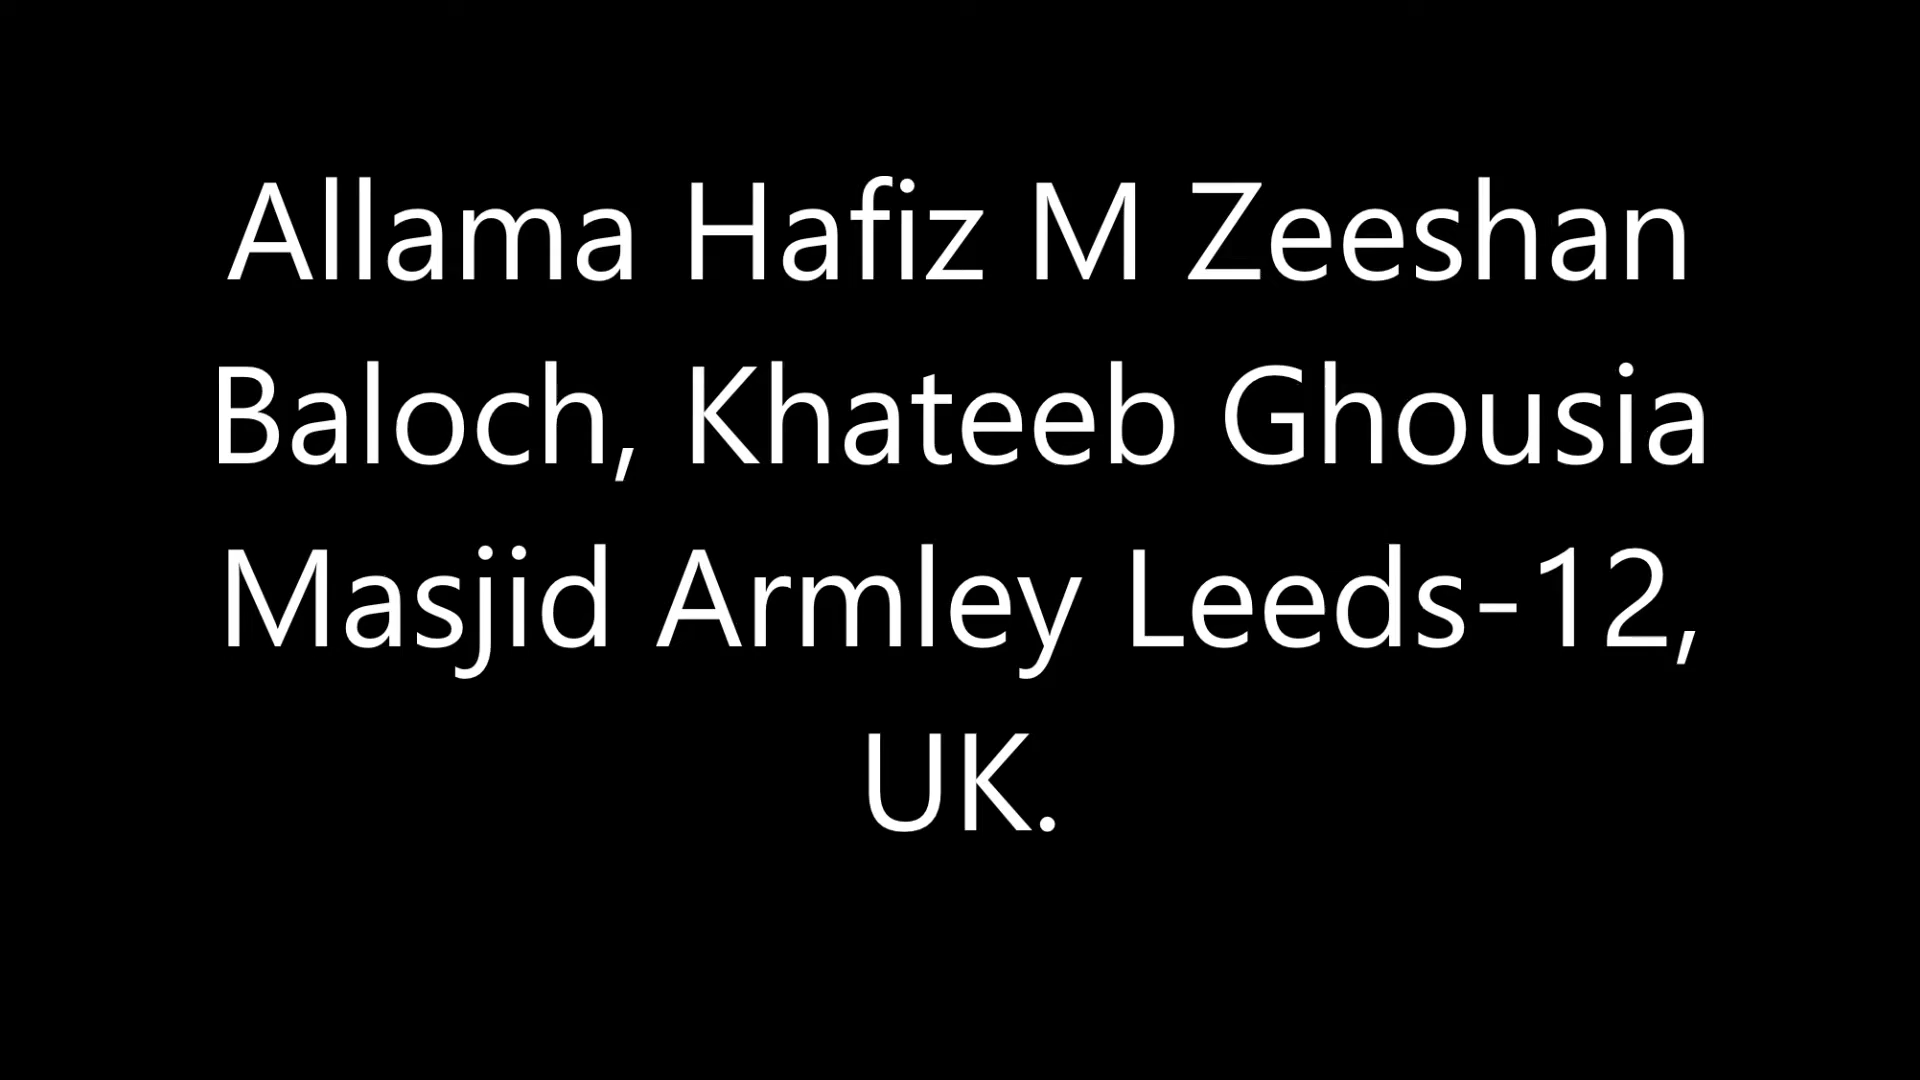 Allama Hafiz M Zeeshan
Baloch, Khateeb Ghousia
Masjid Armley Leeds-12,
UK.